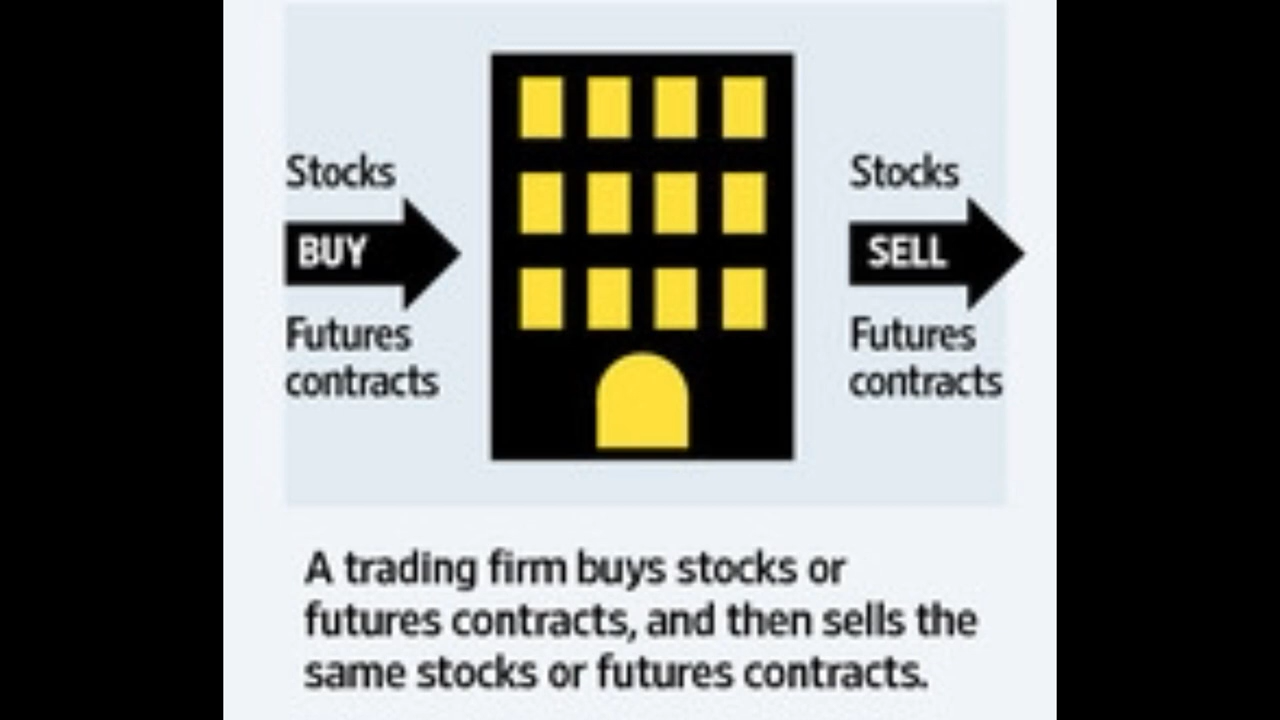 Stocks
BUY
Futures
contracts
Stocks
SELL
Futures
contracts
A trading firm buys stocks or
futures contracts, and then sells the
same stocks or futures contracts.